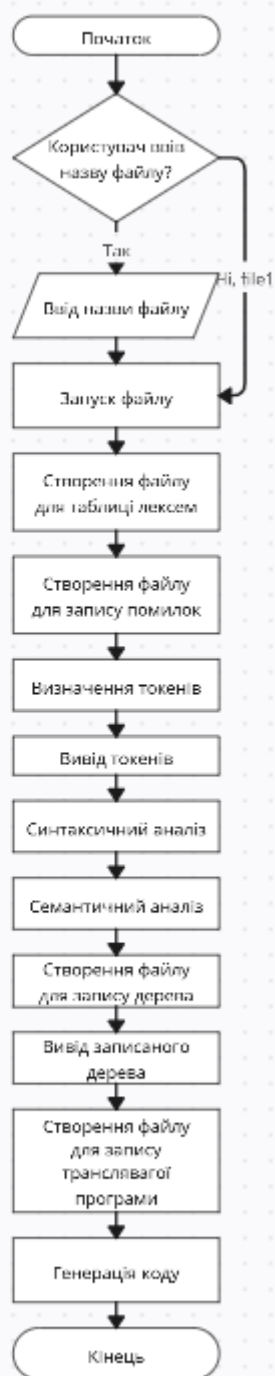 Початок
Користувач ввів
назву файлу?
Так
Ні, file1
Ввід назви файлу
Запуск файлу
Створення файлу
для таблиці лексем
Створення файлу
для запису помилок
Визначення токенів
Вивід токенів
Синтаксичний аналіз
Семантичний аналіз
Створення файлу
для запису дерева
Вивід записаного
дерева
Створення файлу
для запису
транслявагої
програми
Генерація коду
Кінець